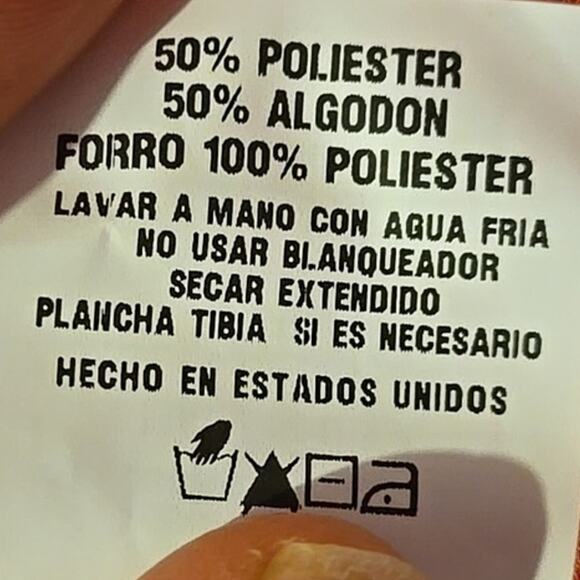 50% POLIESTER
50% ALGODON
FORRO 100% POLIESTER
LAVAR A MANO CON AGUA FRIA
NO USAR BLANQUEADOR
SECAR EXTENDIDO
PLANCHA TIBIA SI ES NECESARIO
HECHO EN ESTADOS UNIDOS